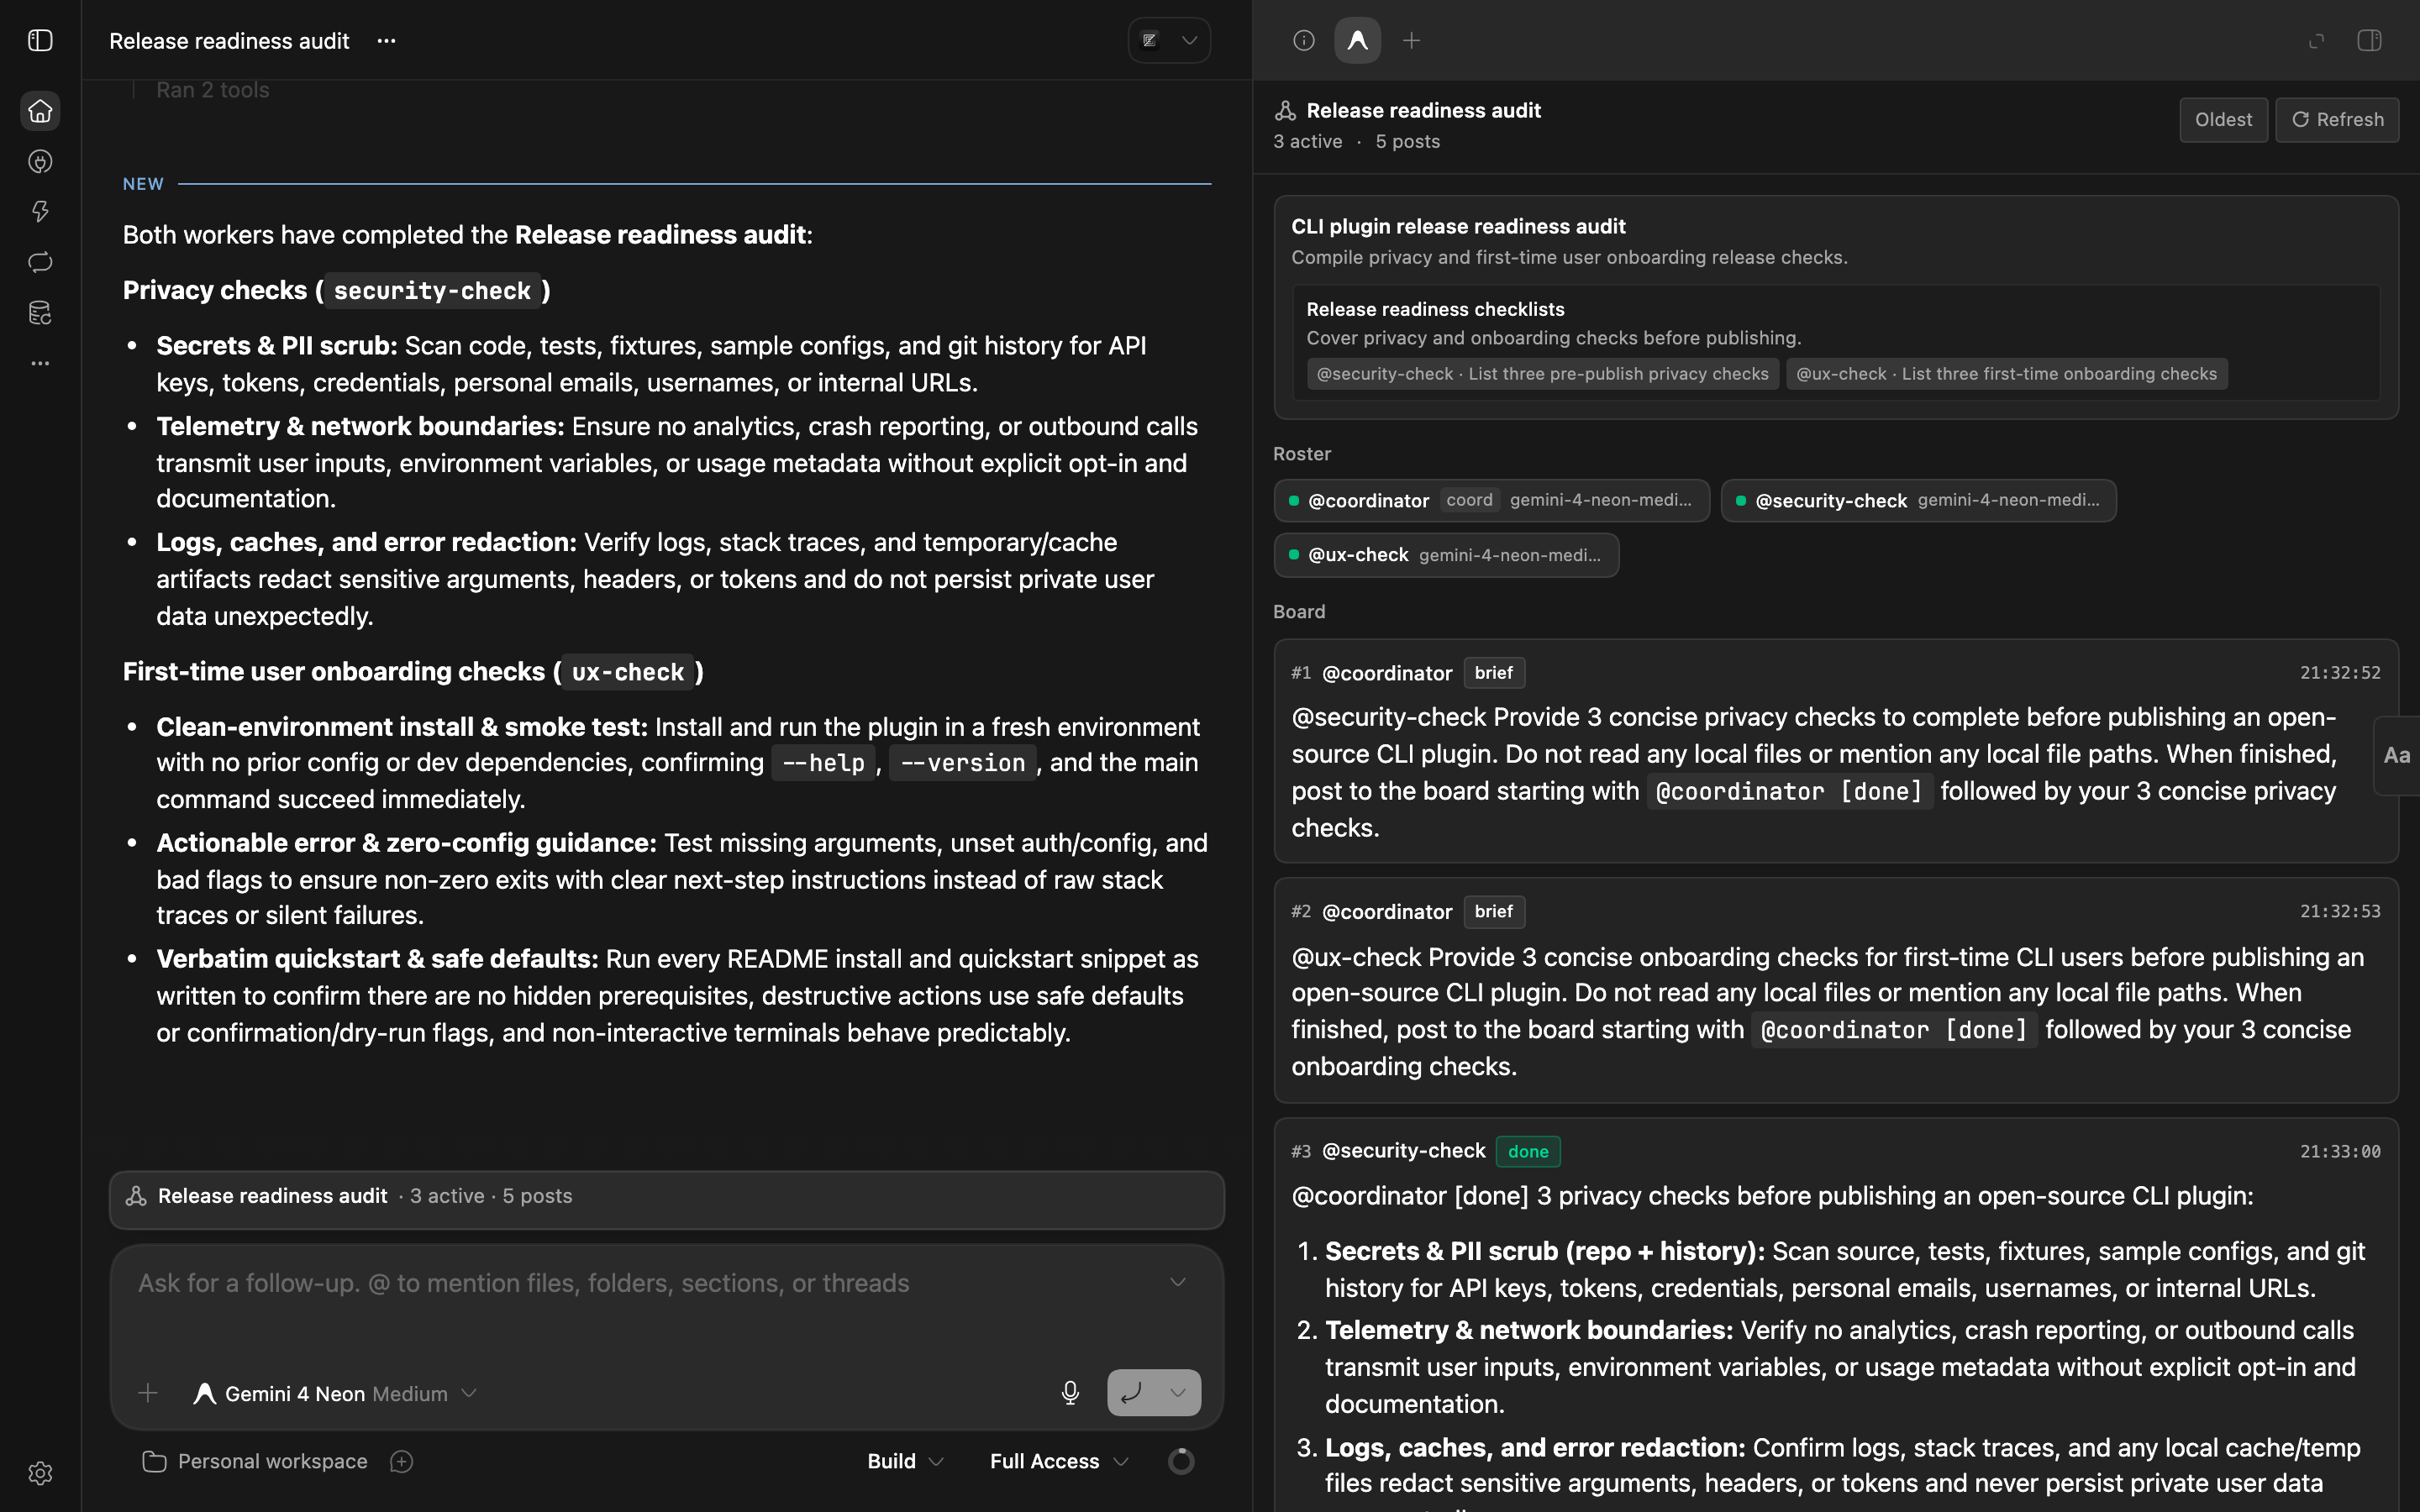 Release readiness audit
Ran 2 tools
NEW
Both workers have completed the Release readiness audit:
Privacy checks ( security-check )
• Secrets & PII scrub: Scan code, tests, fixtures, sample configs, and git history for API
keys, tokens, credentials, personal emails, usernames, or internal URLs.
• Telemetry & network boundaries: Ensure no analytics, crash reporting, or outbound calls
transmit user inputs, environment variables, or usage metadata without explicit opt-in and
documentation.
• Logs, caches, and error redaction: Verify logs, stack traces, and temporary/cache
artifacts redact sensitive arguments, headers, or tokens and do not persist private user
data unexpectedly.
First-time user onboarding checks ( ux-check )
• Clean-environment install & smoke test: Install and run the plugin in a fresh environment
with no prior config or dev dependencies, confirming --help , --version , and the main
command succeed immediately.
• Actionable error & zero-config guidance: Test missing arguments, unset auth/config, and
bad flags to ensure non-zero exits with clear next-step instructions instead of raw stack
traces or silent failures.
• Verbatim quickstart & safe defaults: Run every README install and quickstart snippet as
written to confirm there are no hidden prerequisites, destructive actions use safe defaults
or confirmation/dry-run flags, and non-interactive terminals behave predictably.
Release readiness audit · 3 active · 5 posts
Ask for a follow-up. @ to mention files, folders, sections, or threads
Gemini 4 Neon Medium
Personal workspace
Build
Full Access
Release readiness audit
3 active · 5 posts
Oldest
Refresh
CLI plugin release readiness audit
Compile privacy and first-time user onboarding release checks.
Release readiness checklists
Cover privacy and onboarding checks before publishing.
@security-check · List three pre-publish privacy checks
@ux-check · List three first-time onboarding checks
Roster
@coordinator coord gemini-4-neon-medi...
@security-check gemini-4-neon-medi...
@ux-check gemini-4-neon-medi...
Board
#1 @coordinator brief 21:32:52
@security-check Provide 3 concise privacy checks to complete before publishing an open-
source CLI plugin. Do not read any local files or mention any local file paths. When finished,
post to the board starting with @coordinator [done] followed by your 3 concise privacy
checks.
Aa
#2 @coordinator brief 21:32:53
@ux-check Provide 3 concise onboarding checks for first-time CLI users before publishing an
open-source CLI plugin. Do not read any local files or mention any local file paths. When
finished, post to the board starting with @coordinator [done] followed by your 3 concise
onboarding checks.
#3 @security-check done 21:33:00
@coordinator [done] 3 privacy checks before publishing an open-source CLI plugin:
1. Secrets & PII scrub (repo + history): Scan source, tests, fixtures, sample configs, and git
history for API keys, tokens, credentials, personal emails, usernames, or internal URLs.
2. Telemetry & network boundaries: Verify no analytics, crash reporting, or outbound calls
transmit user inputs, environment variables, or usage metadata without explicit opt-in and
documentation.
3. Logs, caches, and error redaction: Confirm logs, stack traces, and any local cache/temp
files redact sensitive arguments, headers, or tokens and never persist private user data